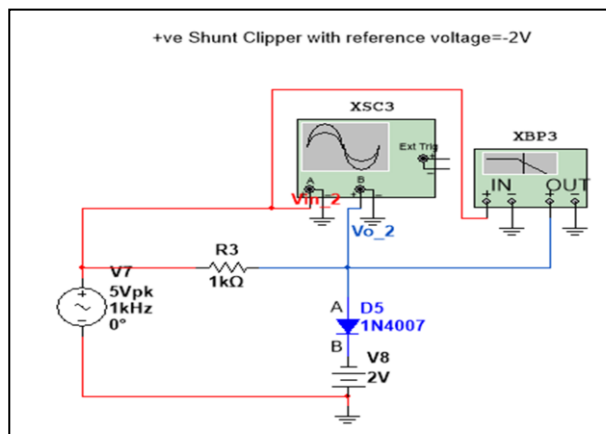 +ve Shunt Clipper with reference voltage=-2V
XSC3
Ext Trig
+
A
B
+
+
Vin_2
Vo_2
XBP3
IN
OUT
+
-
+
-
R3
1kΩ
V7
5Vpk
1kHz
0°
+
A
D5
1N4007
B
V8
2V